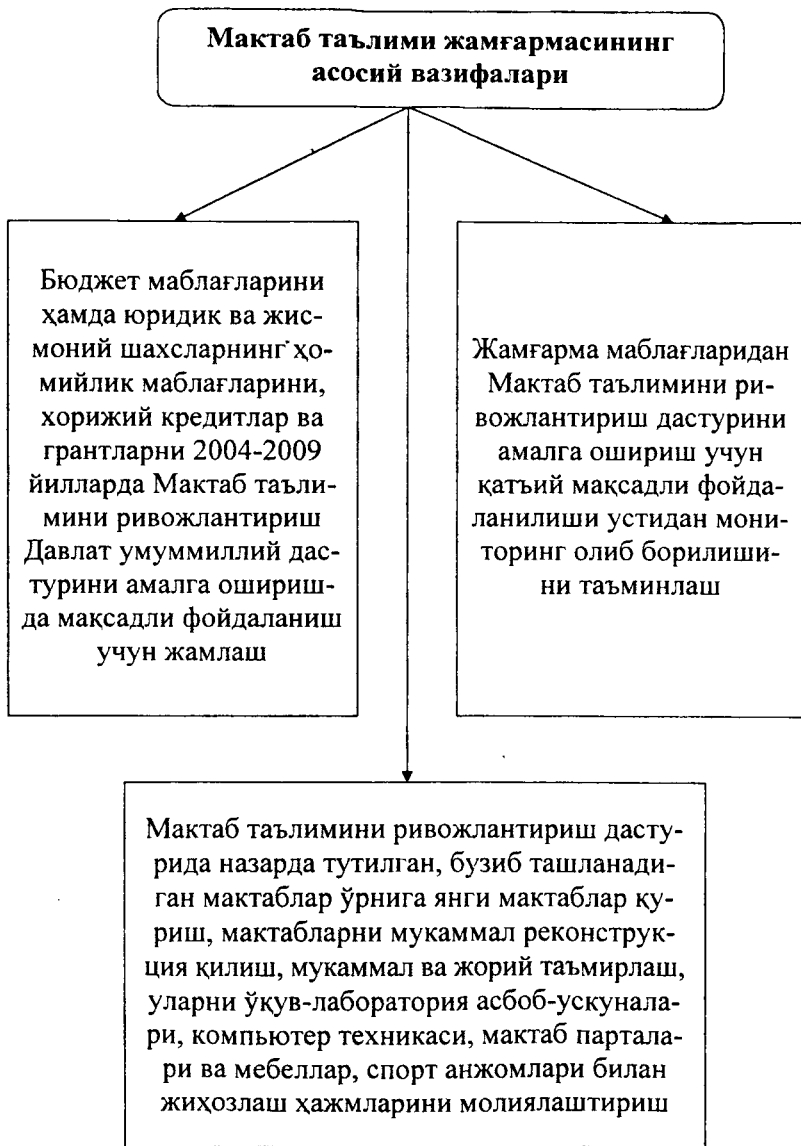 Мактаб таълими жамғармасининг
асосий вазифалари
Бюджет маблағларини
ҳамда юридик ва жис-
моний шахсларнинг ҳо-
мийлик маблағларини,
хорижий кредитлар ва
грантларни 2004-2009
йилларда Мактаб таъли-
мини ривожлантириш
Давлат умуммиллий дас-
турини амалга ошириш-
да мақсадли фойдаланиш
учун жамлаш
Жамғарма маблағларидан
Мактаб таълимини ри-
вожлантириш дастурини
амалга ошириш учун
қатъий мақсадли фойда-
ланилиши устидан мони-
торинг олиб борилиши-
ни таъминлаш
Мактаб таълимини ривожлантириш дасту-
рида назарда тутилган, бузиб ташланади-
ган мактаблар ўрнига янги мактаблар қу-
риш, мактабларни мукаммал реконструк-
ция қилиш, мукаммал ва жорий таъмирлаш,
уларни ўқув-лаборатория асбоб-ускунала-
ри, компьютер техникаси, мактаб партала-
ри ва мебеллар, спорт анжомлари билан
жиҳозлаш ҳажмларини молиялаштириш